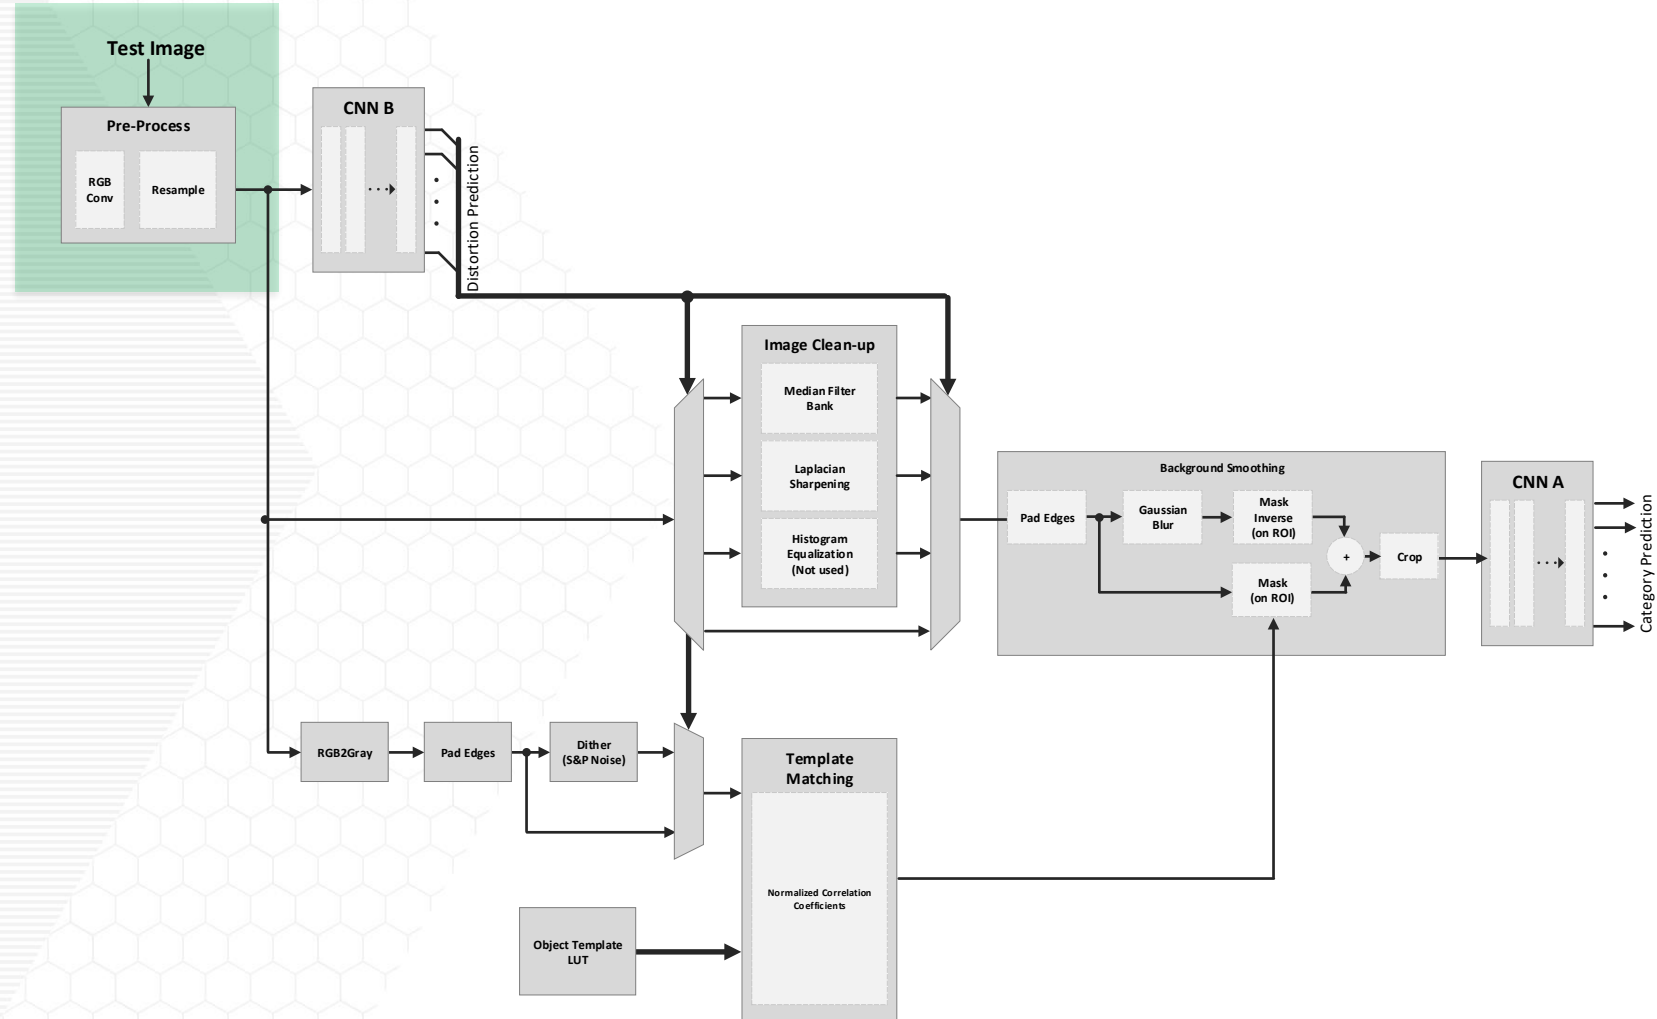 Test Image
Pre-Process
RGB
Conv
Resample
CNN B
Distortion Prediction
Image Clean-up
Median Filter
Bank
Laplacian
Sharpening
Histogram
Equalization
(Not used)
Background Smoothing
Pad Edges
Gaussian
Blur
Mask
Inverse
(on ROI)
Mask
(on ROI)
+
Crop
CNN A
Category Prediction
RGB2Gray
Pad Edges
Dither
(S&P Noise)
Template
Matching
Normalized Correlation
Coefficients
Object Template
LUT